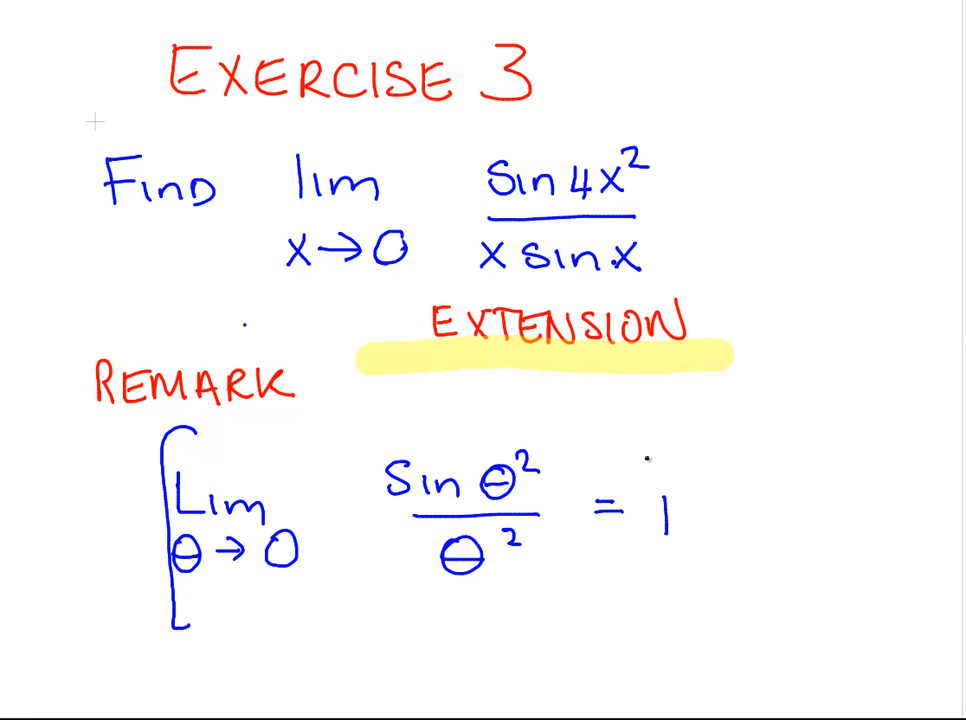 EXERCISE 3
FIND lim x→0 sin 4x² / x sin x
EXTENSION
REMARK
Lim θ→0 sin θ² / θ² = 1